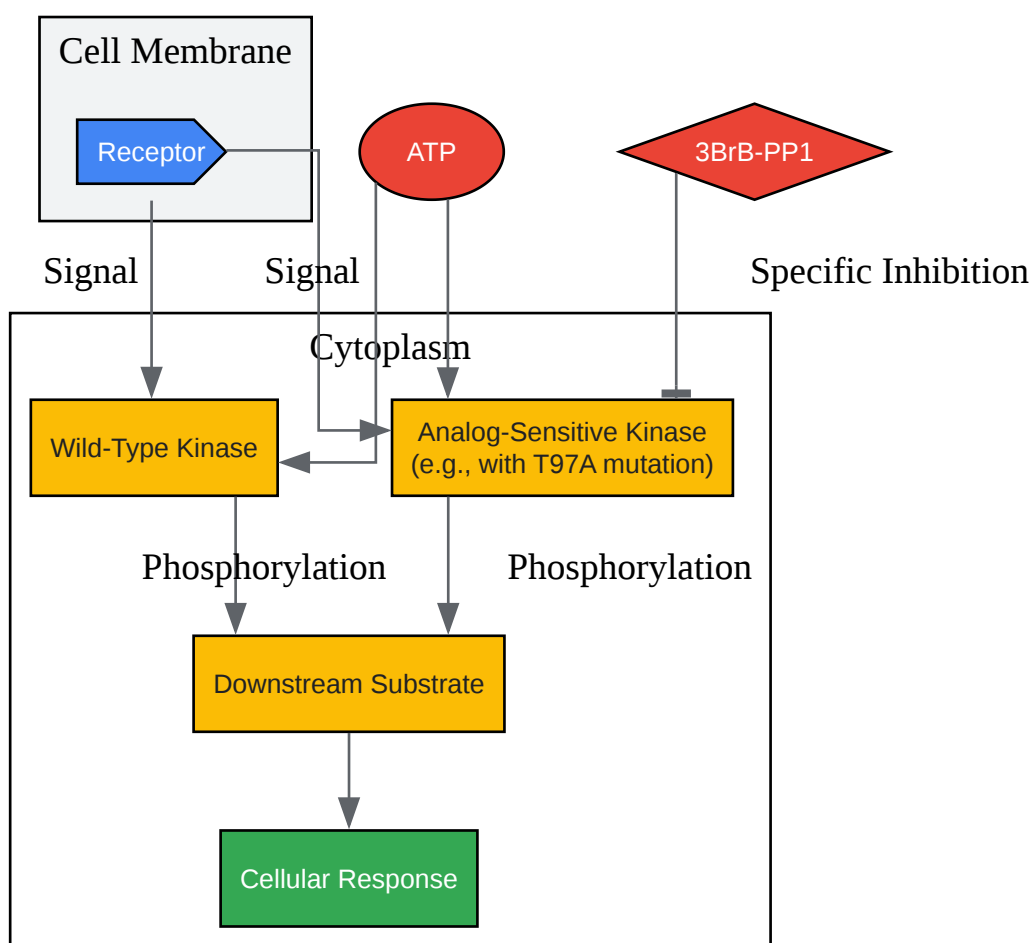 Cell Membrane
Receptor
ATP
3BrB-PP1
Signal
Signal
Specific Inhibition
Cytoplasm
Wild-Type Kinase
Analog-Sensitive Kinase
(e.g., with T97A mutation)
Phosphorylation
Phosphorylation
Downstream Substrate
Cellular Response